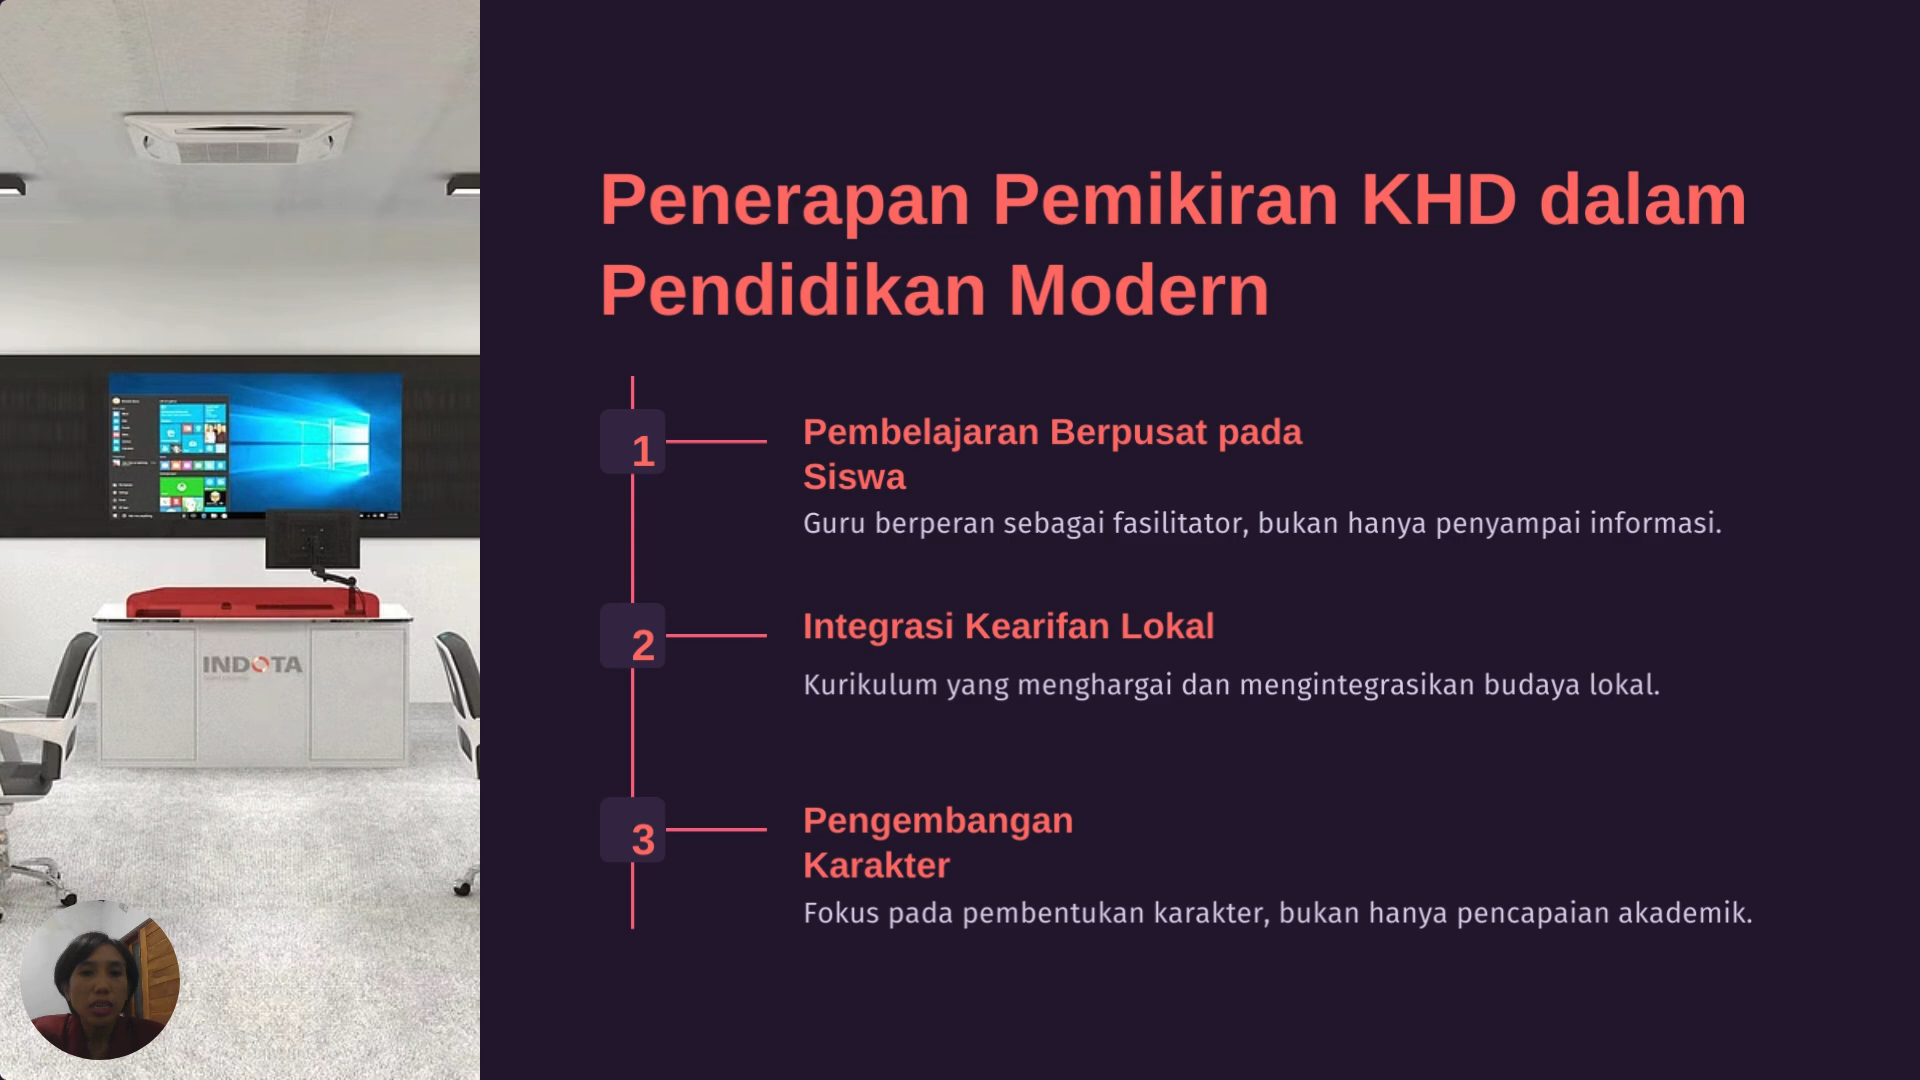 Penerapan Pemikiran KHD dalam
Pendidikan Modern
1
Pembelajaran Berpusat pada
Siswa
Guru berperan sebagai fasilitator, bukan hanya penyampai informasi.
2
Integrasi Kearifan Lokal
Kurikulum yang menghargai dan mengintegrasikan budaya lokal.
3
Pengembangan
Karakter
Fokus pada pembentukan karakter, bukan hanya pencapaian akademik.
INDOTA